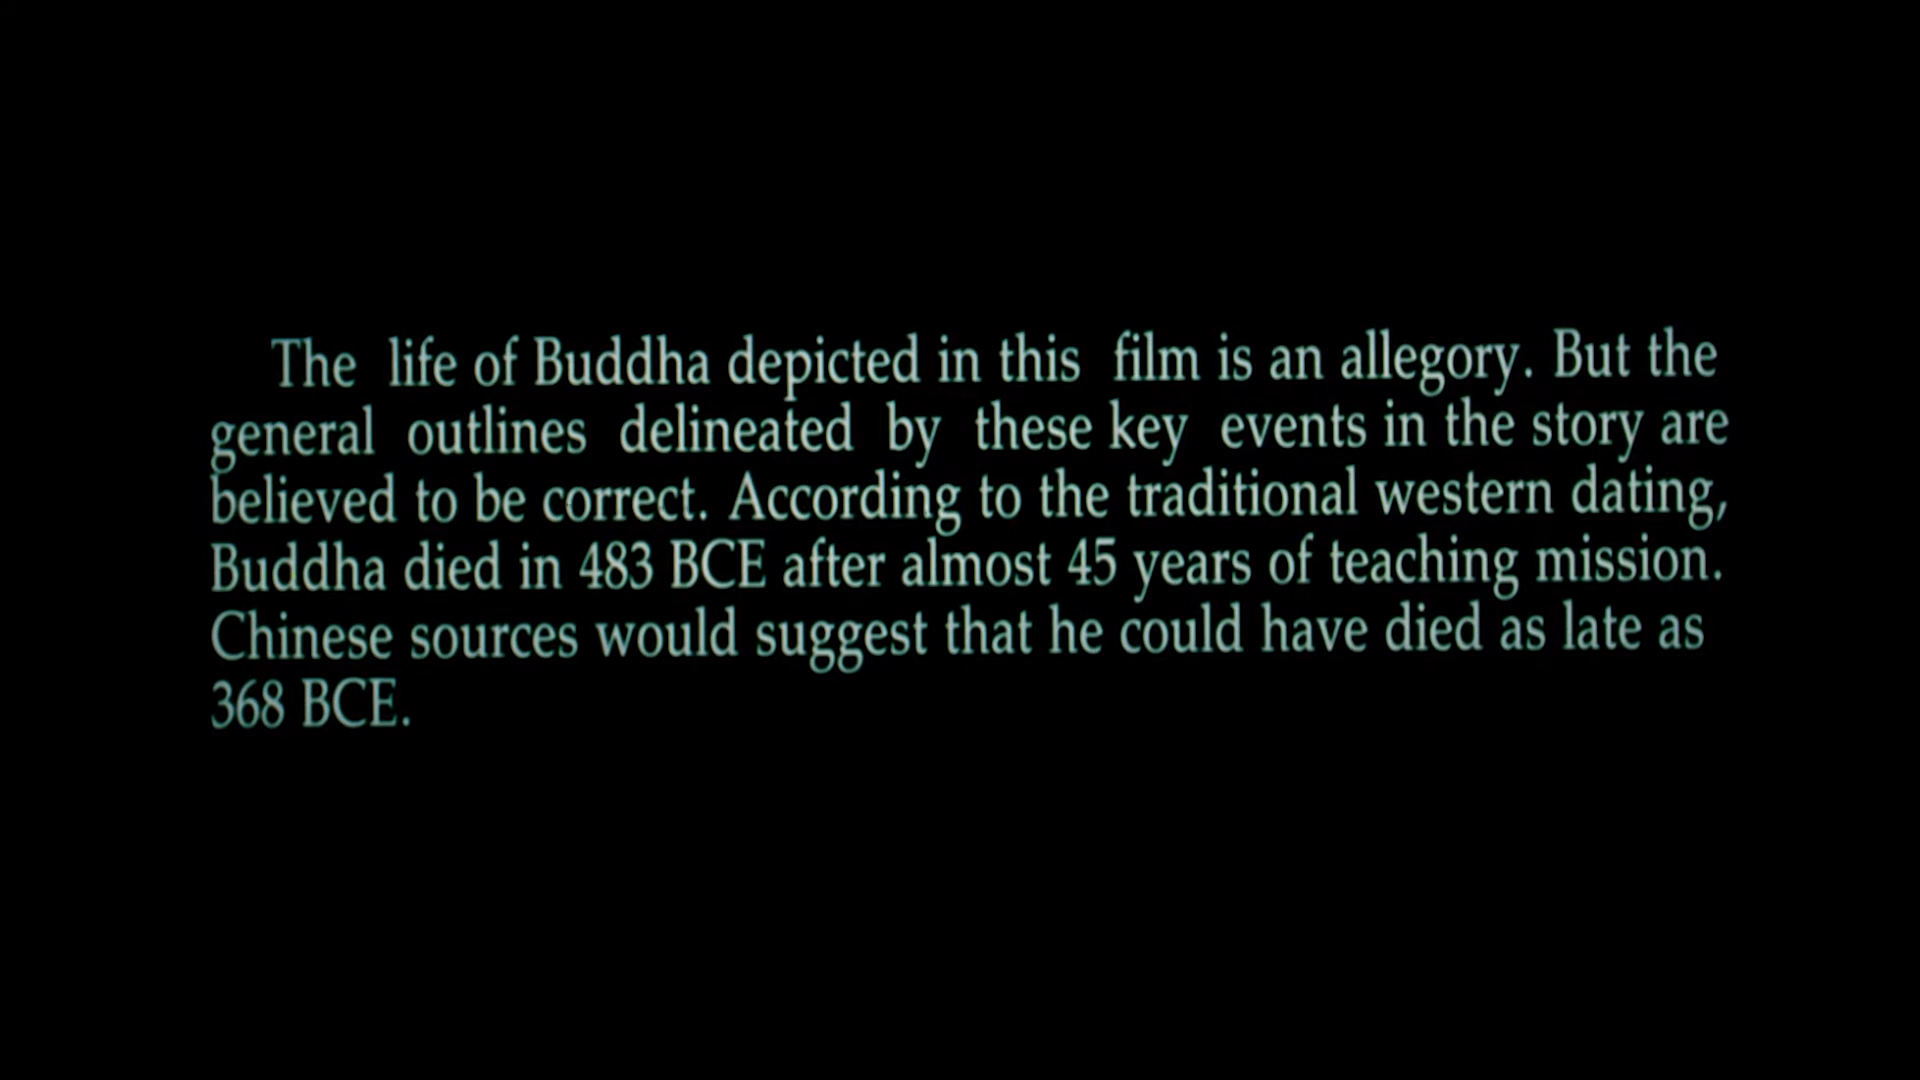 The life of Buddha depicted in this film is an allegory. But the
general outlines delineated by these key events in the story are
believed to be correct. According to the traditional western dating,
Buddha died in 483 BCE after almost 45 years of teaching mission.
Chinese sources would suggest that he could have died as late as
368 BCE.